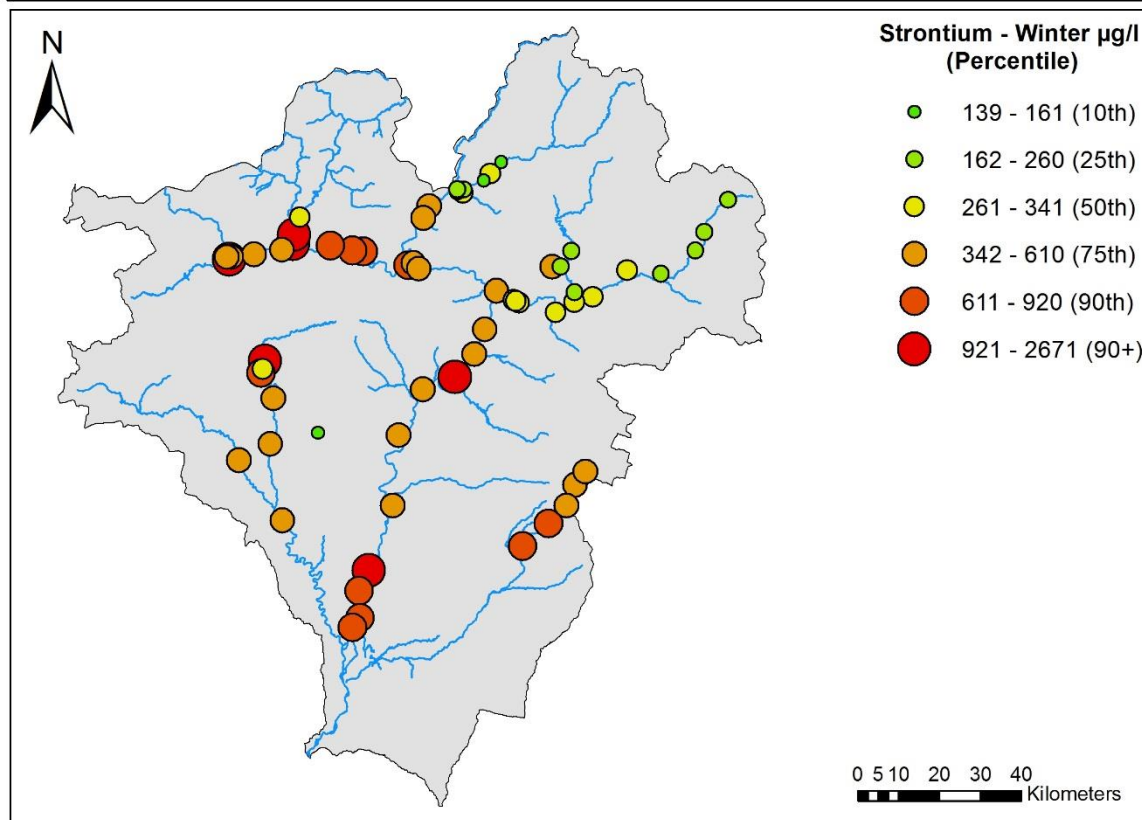 N
Strontium - Winter µg/l
(Percentile)
139 - 161 (10th)
162 - 260 (25th)
261 - 341 (50th)
342 - 610 (75th)
611 - 920 (90th)
921 - 2671 (90+)
0 5 10 20 30 40
Kilometers